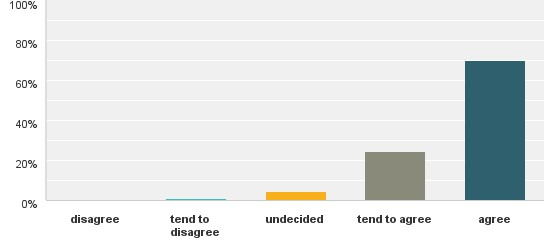 100%
80%
60%
40%
20%
0%
disagree
tend to
disagree
undecided
tend to agree
agree